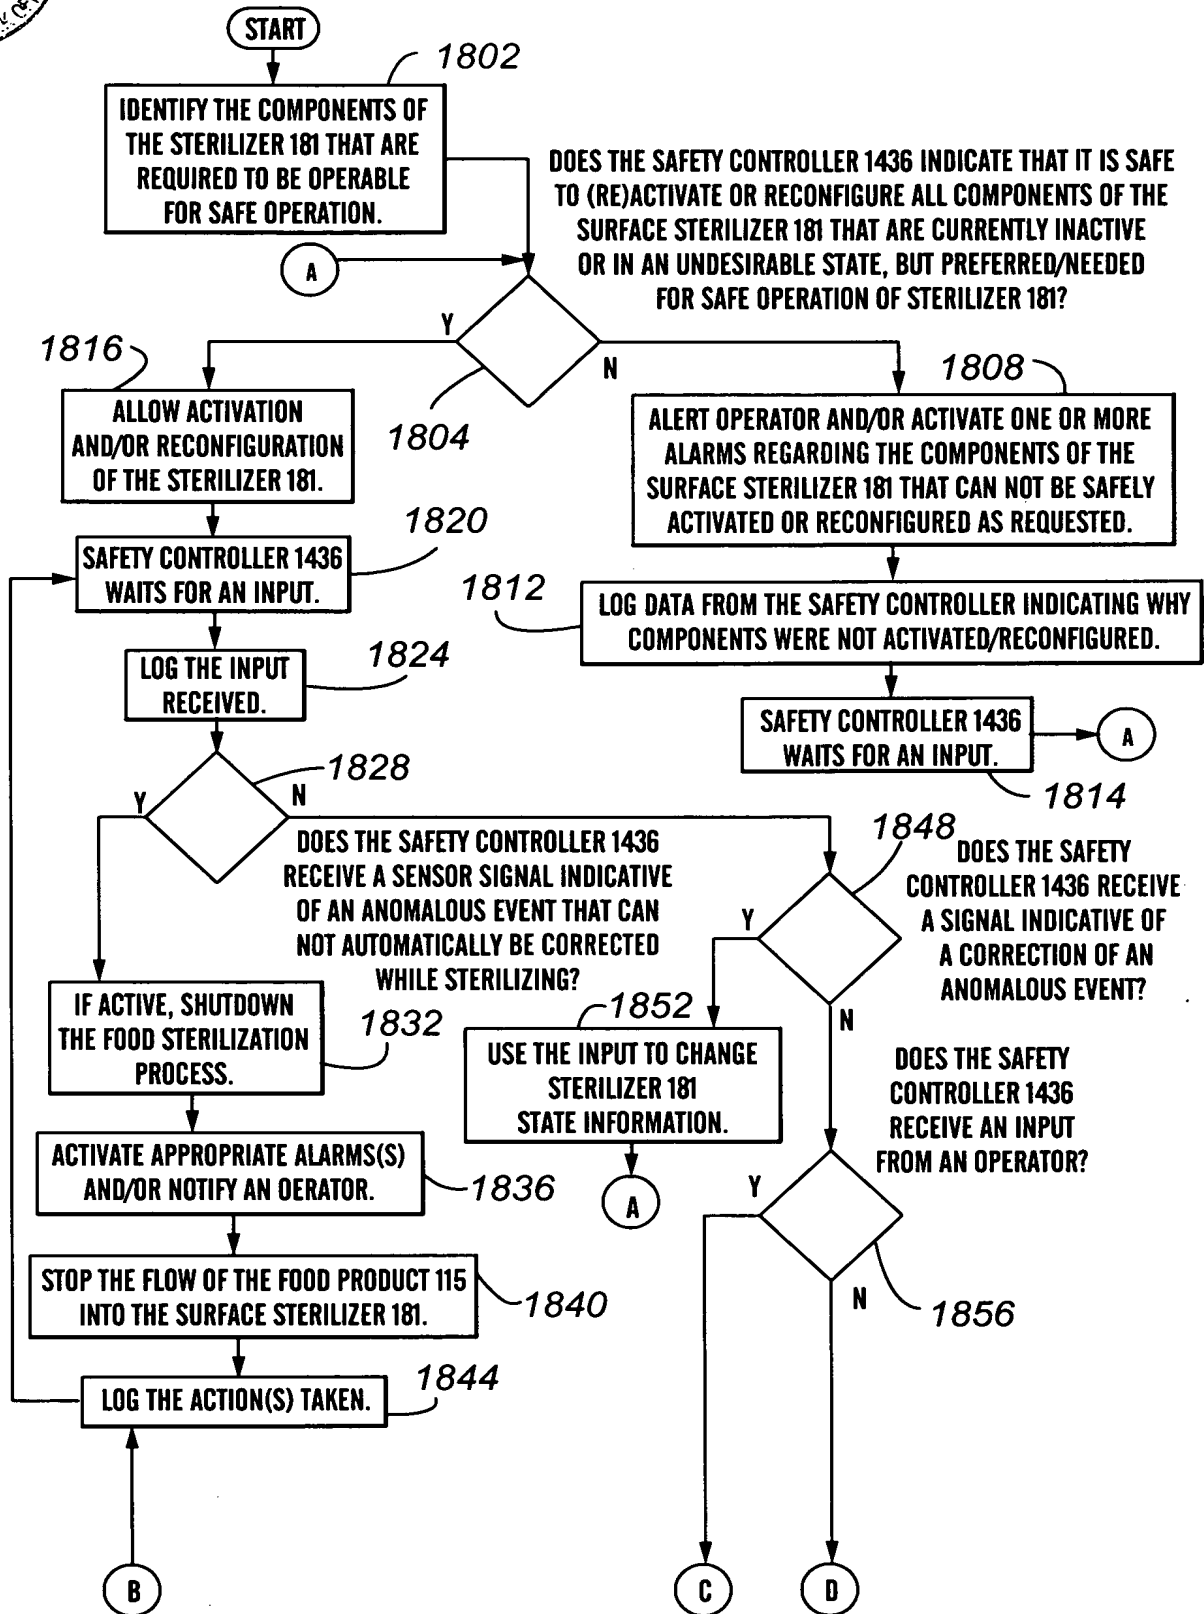 START
1802
IDENTIFY THE COMPONENTS OF
THE STERILIZER 181 THAT ARE
REQUIRED TO BE OPERABLE
FOR SAFE OPERATION.
DOES THE SAFETY CONTROLLER 1436 INDICATE THAT IT IS SAFE
TO (RE)ACTIVATE OR RECONFIGURE ALL COMPONENTS OF THE
SURFACE STERILIZER 181 THAT ARE CURRENTLY INACTIVE
OR IN AN UNDESIRABLE STATE, BUT PREFERRED/NEEDED
FOR SAFE OPERATION OF STERILIZER 181?
A
Y
N
1804
1816
ALLOW ACTIVATION
AND/OR RECONFIGURATION
OF THE STERILIZER 181.
1808
ALERT OPERATOR AND/OR ACTIVATE ONE OR MORE
ALARMS REGARDING THE COMPONENTS OF THE
SURFACE STERILIZER 181 THAT CAN NOT BE SAFELY
ACTIVATED OR RECONFIGURED AS REQUESTED.
1820
SAFETY CONTROLLER 1436
WAITS FOR AN INPUT.
1812
LOG DATA FROM THE SAFETY CONTROLLER INDICATING WHY
COMPONENTS WERE NOT ACTIVATED/RECONFIGURED.
1824
LOG THE INPUT
RECEIVED.
SAFETY CONTROLLER 1436
WAITS FOR AN INPUT.
A
1814
1828
Y
N
DOES THE SAFETY CONTROLLER 1436
RECEIVE A SENSOR SIGNAL INDICATIVE
OF AN ANOMALOUS EVENT THAT CAN
NOT AUTOMATICALLY BE CORRECTED
WHILE STERILIZING?
1848
DOES THE SAFETY
CONTROLLER 1436 RECEIVE
A SIGNAL INDICATIVE OF
A CORRECTION OF AN
ANOMALOUS EVENT?
Y
N
IF ACTIVE, SHUTDOWN
THE FOOD STERILIZATION
PROCESS.
1832
1852
USE THE INPUT TO CHANGE
STERILIZER 181
STATE INFORMATION.
A
DOES THE SAFETY
CONTROLLER 1436
RECEIVE AN INPUT
FROM AN OPERATOR?
Y
N
1856
ACTIVATE APPROPRIATE ALARMS(S)
AND/OR NOTIFY AN OERATOR.
1836
STOP THE FLOW OF THE FOOD PRODUCT 115
INTO THE SURFACE STERILIZER 181.
1840
LOG THE ACTION(S) TAKEN.
1844
B
C
D